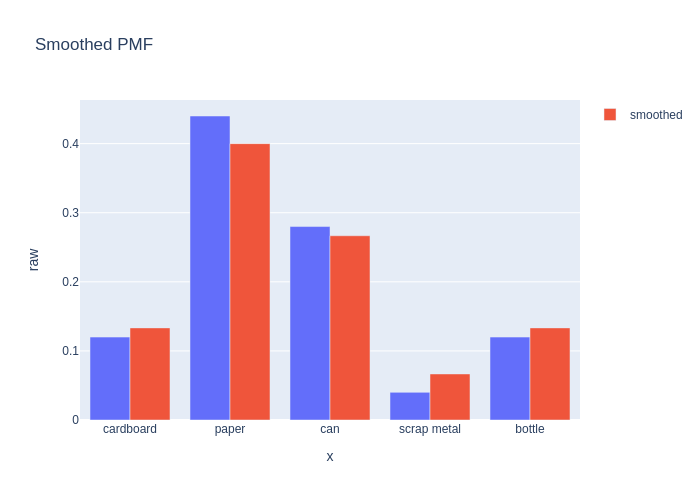 Smoothed PMF
smoothed
0.4
0.3
0.2
0.1
0
raw
cardboard paper can scrap metal bottle
x